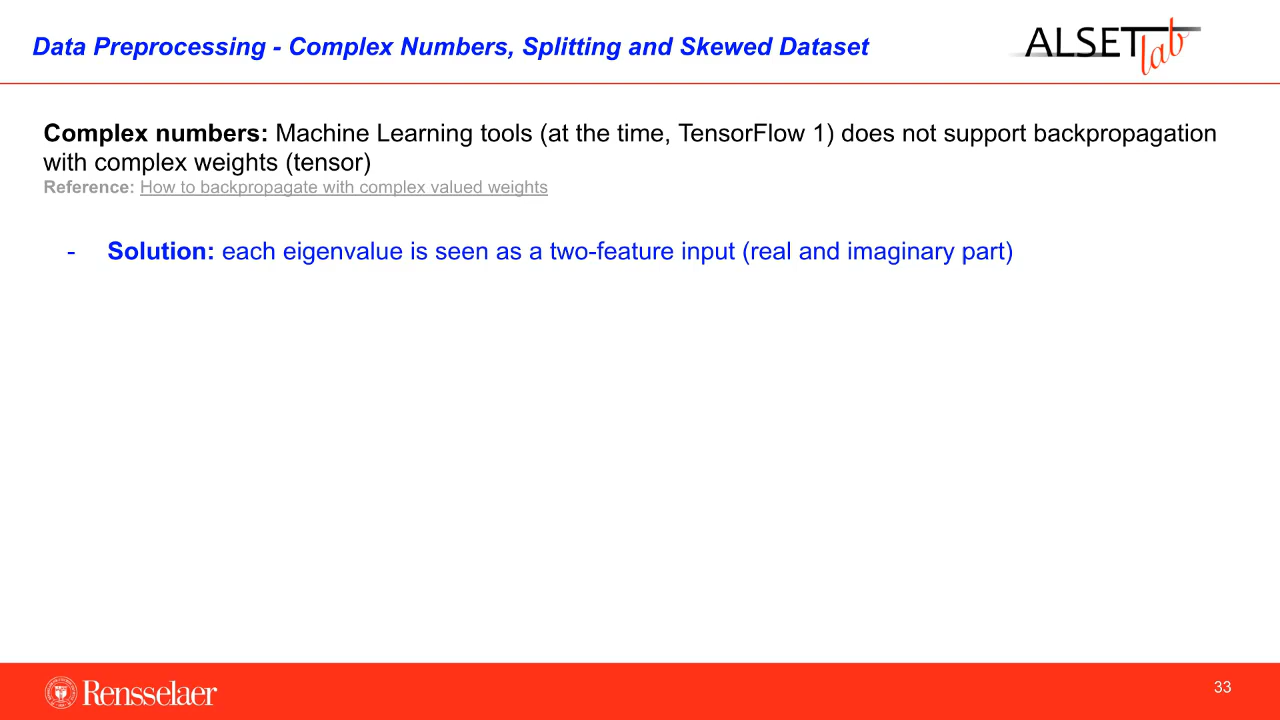 Data Preprocessing - Complex Numbers, Splitting and Skewed Dataset
ALSET lab
Complex numbers: Machine Learning tools (at the time, TensorFlow 1) does not support backpropagation
with complex weights (tensor)
Reference: How to backpropagate with complex valued weights
- Solution: each eigenvalue is seen as a two-feature input (real and imaginary part)
Rensselaer
33